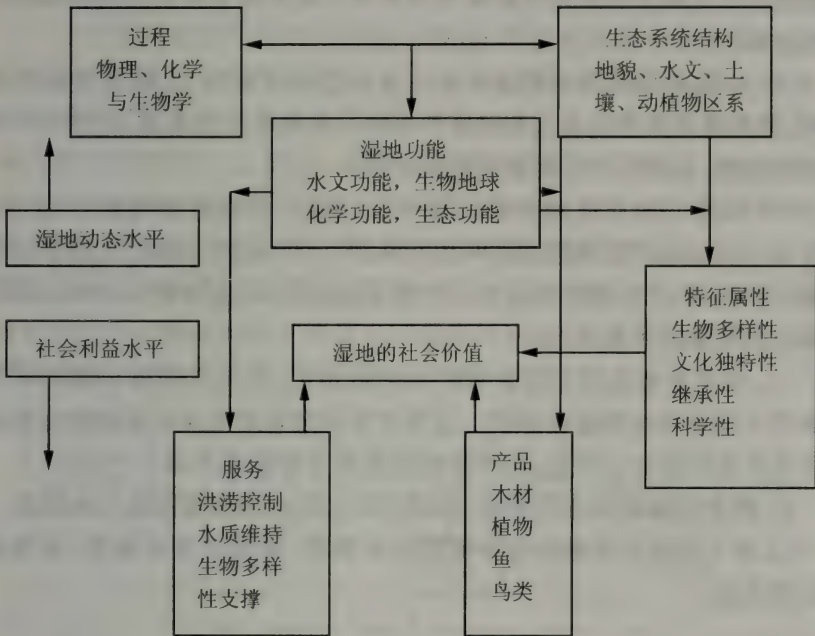 过程
物理、化学
与生物学
生态系统结构
地貌、水文、土
壤、动植物区系
湿地功能
水文功能，生物地球
化学功能，生态功能
湿地动态水平
社会利益水平
湿地的社会价值
特征属性
生物多样性
文化独特性
继承性
科学性
服务
洪涝控制
水质维持
生物多样
性支撑
产品
木材
植物
鱼
鸟类